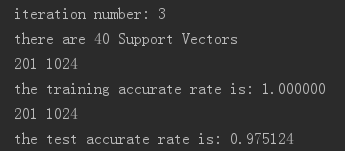 iteration number: 3
there are 40 Support Vectors
201 1024
the training accurate rate is: 1.000000
201 1024
the test accurate rate is: 0.975124